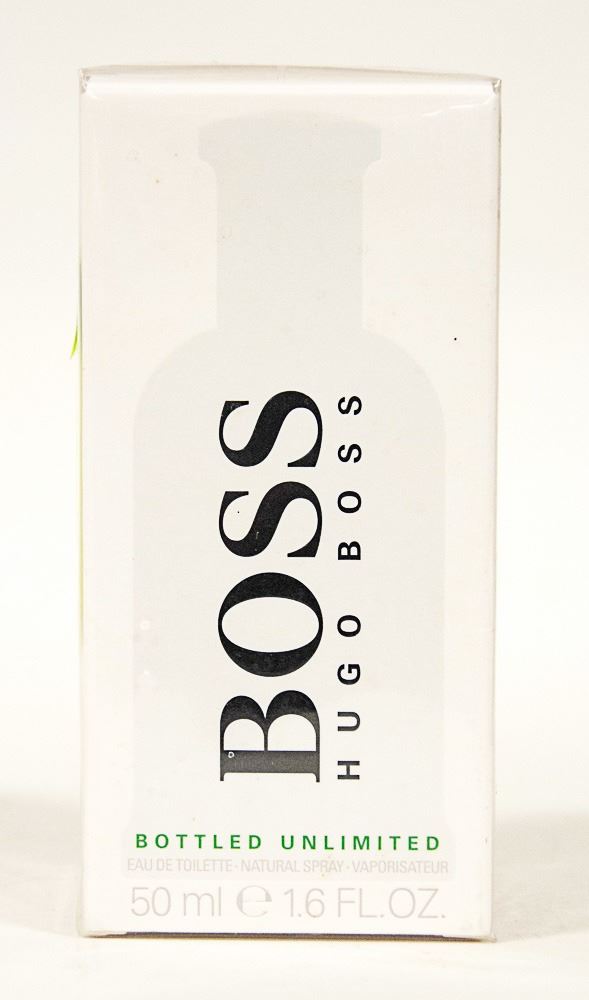 BOSS
HUGO BOSS
BOTTLED UNLIMITED
EAU DE TOILETTE · NATURAL SPRAY · VAPORISATEUR
50 ml ℮ 1.6 FL.OZ.